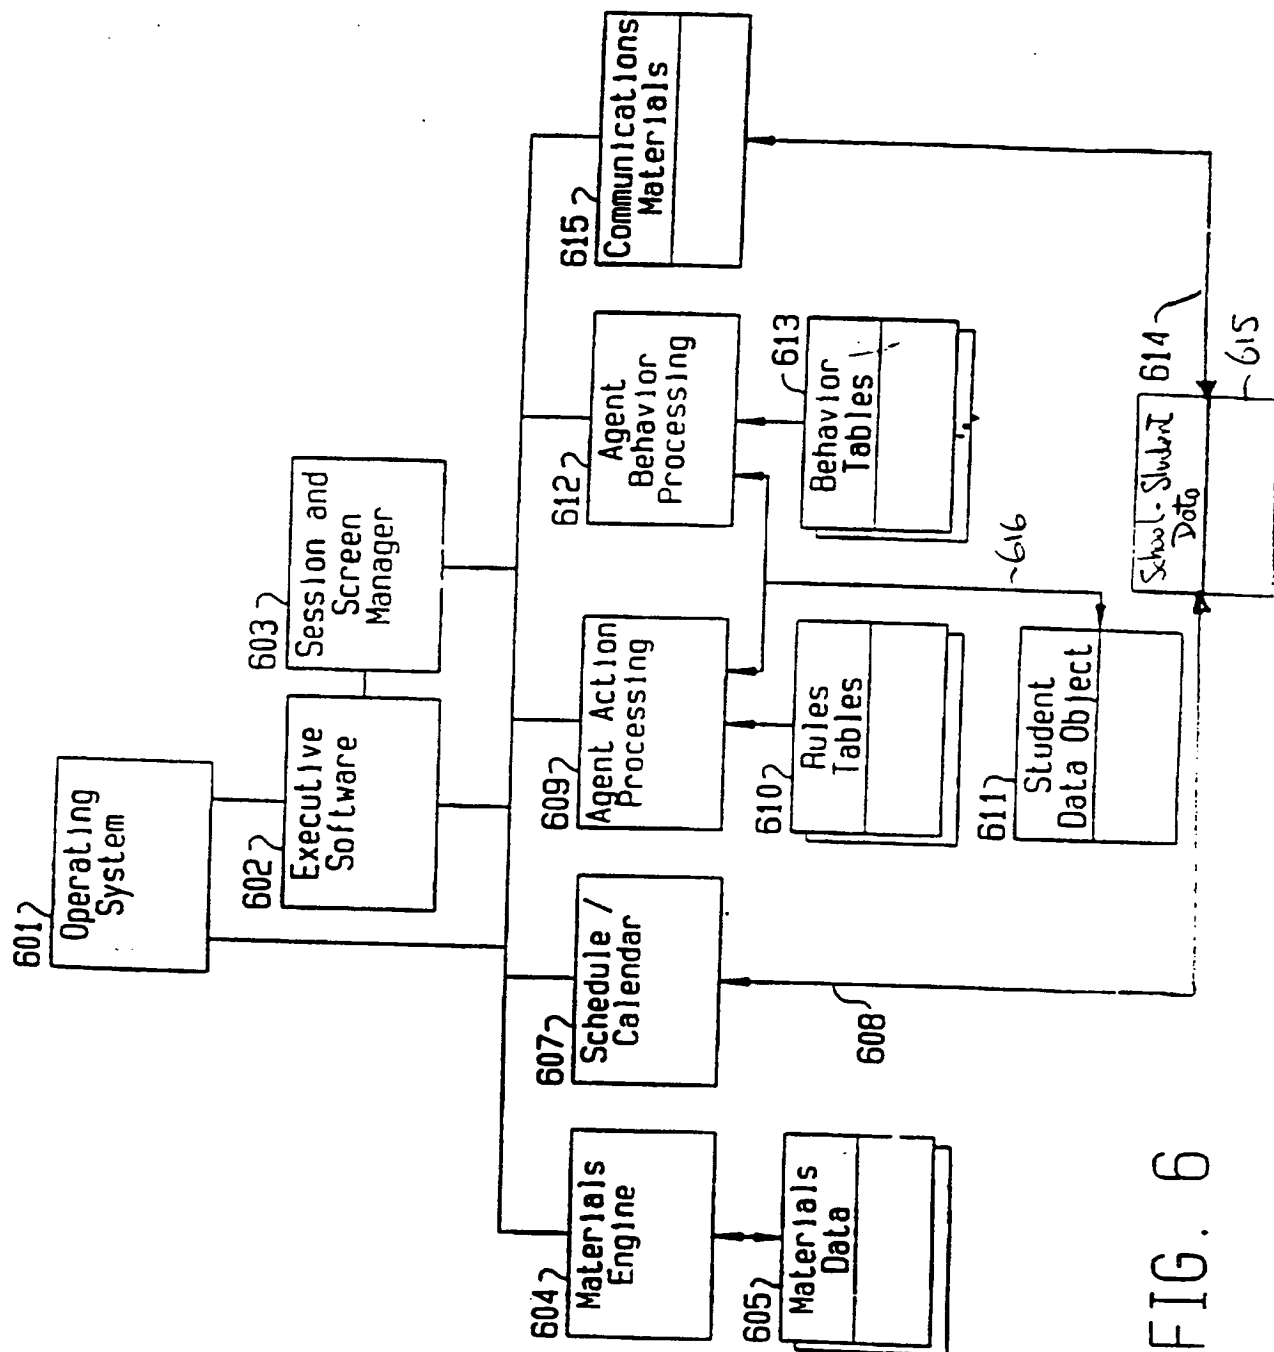 601
Operating
System
602
Executive
Software
603
Session and
Screen
Manager
604
Materials
Engine
607
Schedule /
Calendar
609
Agent Action
Processing
612
Agent
Behavior
Processing
615
Communications
Materials
605
Materials
Data
608
610
Rules
Tables
613
Behavior
Tables
616
611
Student
Data Object
614
School-Student
Data
615
FIG. 6